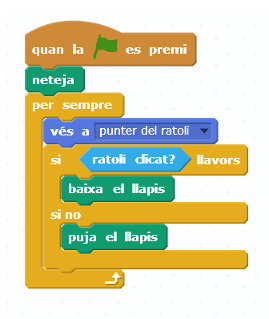 quan la es premi
neteja
per sempre
vés a punter del ratolí
si ratolí clicat? llavors
baixa el llapis
si no
puja el llapis